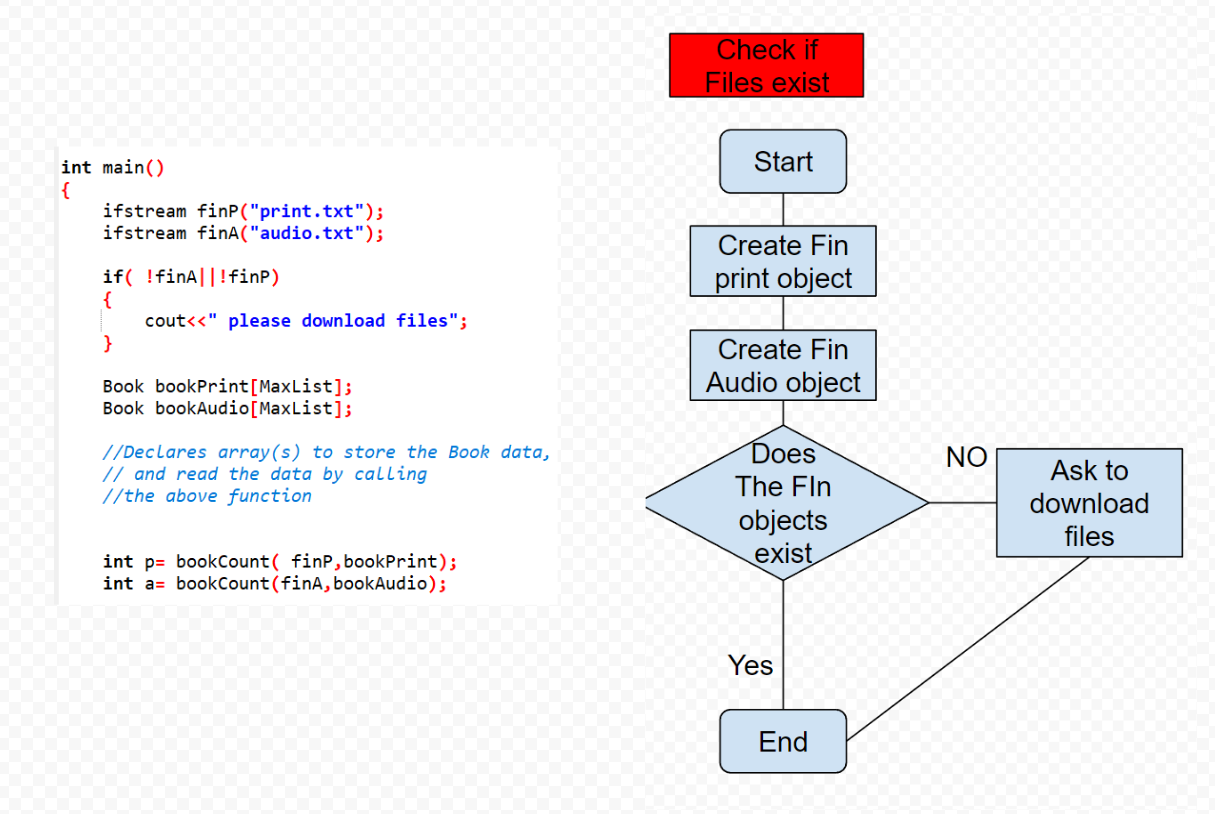 int main()
{
ifstream finP("print.txt");
ifstream finA("audio.txt");
if( !finA||!finP)
{
cout<<" please download files";
}
Book bookPrint[MaxList];
Book bookAudio[MaxList];
//Declares array(s) to store the Book data,
// and read the data by calling
//the above function
int p= bookCount( finP,bookPrint);
int a= bookCount(finA,bookAudio);
Check if
Files exist
Start
Create Fin
print object
Create Fin
Audio object
Does
The FIn
objects
exist
NO
Ask to
download
files
Yes
End